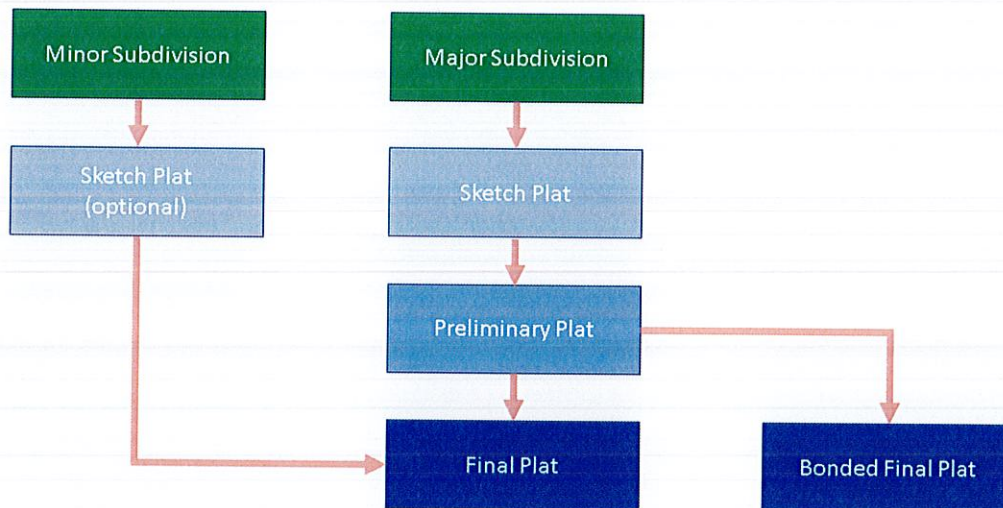 Minor Subdivision
Major Subdivision
Sketch Plat
(optional)
Sketch Plat
Preliminary Plat
Final Plat
Bonded Final Plat